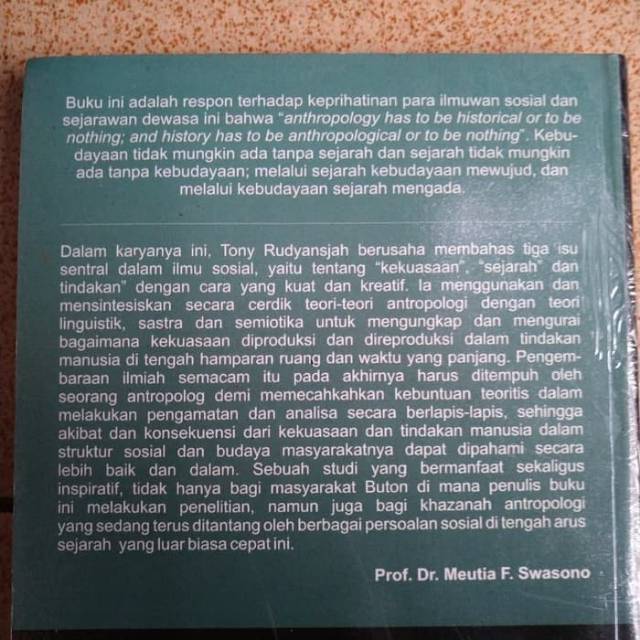 Buku ini adalah respon terhadap keprihatinan para ilmuwan sosial dan
sejarawan dewasa ini bahwa “anthropology has to be historical or to be
nothing; and history has to be anthropological or to be nothing”. Kebu-
dayaan tidak mungkin ada tanpa sejarah dan sejarah tidak mungkin
ada tanpa kebudayaan; melalui sejarah kebudayaan mewujud, dan
melalui kebudayaan sejarah mengada.
Dalam karyanya ini, Tony Rudyansjah berusaha membahas tiga isu
sentral dalam ilmu sosial, yaitu tentang “kekuasaan”, “sejarah” dan
tindakan” dengan cara yang kuat dan kreatif. Ia menggunakan dan
mensintesiskan secara cerdik teori-teori antropologi dengan teori
linguistik, sastra dan semiotika untuk mengungkap dan mengurai
bagaimana kekuasaan diproduksi dan direproduksi dalam tindakan
manusia di tengah hamparan ruang dan waktu yang panjang. Pengem-
baraan ilmiah semacam itu pada akhirnya harus ditempuh oleh
seorang antropolog demi memecahkahkan kebuntuan teoritis dalam
melakukan pengamatan dan analisa secara berlapis-lapis, sehingga
akibat dan konsekuensi dari kekuasaan dan tindakan manusia dalam
struktur sosial dan budaya masyarakatnya dapat dipahami secara
lebih baik dan dalam. Sebuah studi yang bermanfaat sekaligus
inspiratif, tidak hanya bagi masyarakat Buton di mana penulis buku
ini melakukan penelitian, namun juga bagi khazanah antropologi
yang sedang terus ditantang oleh berbagai persoalan sosial di tengah arus
sejarah yang luar biasa cepat ini.
Prof. Dr. Meutia F. Swasono